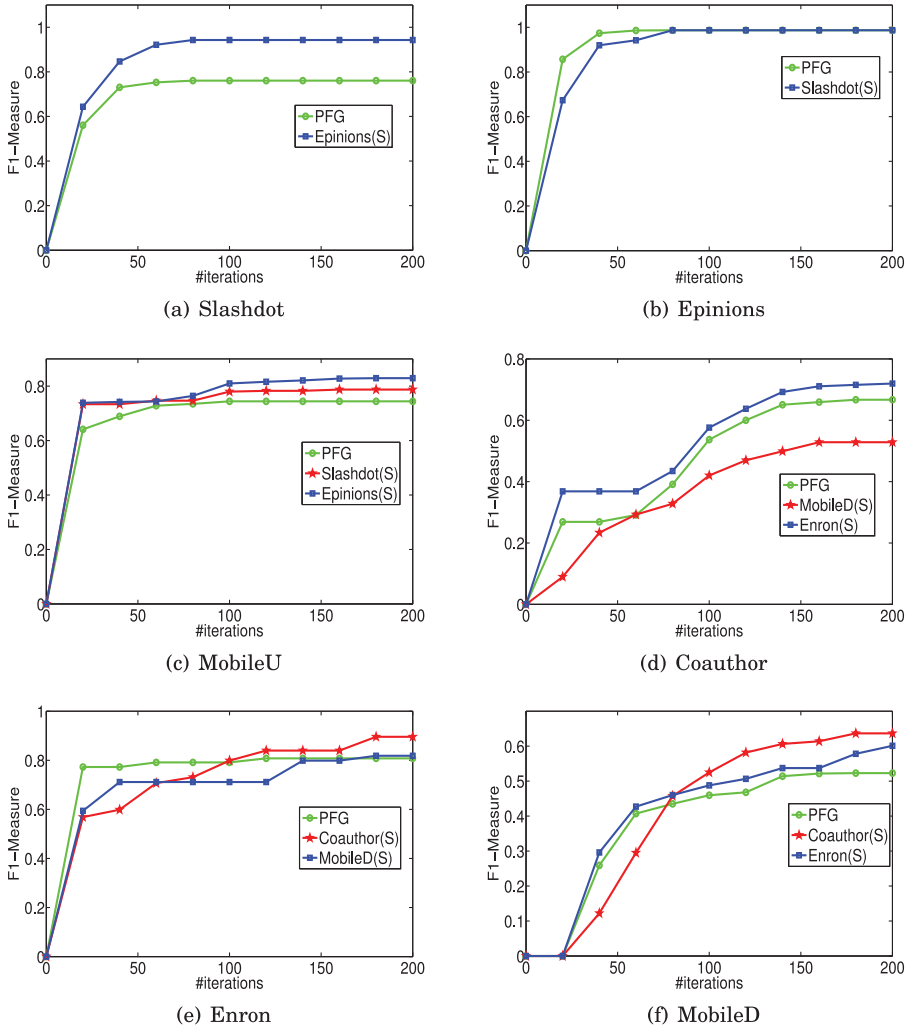 1
0.8
0.6
0.4
0.2
0
F1-Measure
PFG
Epinions(S)
0 50 100 150 200
#iterations
(a) Slashdot
1
0.8
0.6
0.4
0.2
0
F1-Measure
PFG
Slashdot(S)
0 50 100 150 200
#iterations
(b) Epinions
0.8
0.6
0.4
0.2
0
F1-Measure
PFG
Slashdot(S)
Epinions(S)
0 50 100 150 200
#iterations
(c) MobileU
0.8
0.6
0.4
0.2
0
F1-Measure
PFG
MobileD(S)
Enron(S)
0 50 100 150 200
#iterations
(d) Coauthor
1
0.8
0.6
0.4
0.2
0
F1-Measure
PFG
Coauthor(S)
MobileD(S)
0 50 100 150 200
#iterations
(e) Enron
0.6
0.5
0.4
0.3
0.2
0.1
0
F1-Measure
PFG
Coauthor(S)
Enron(S)
0 50 100 150 200
#iterations
(f) MobileD